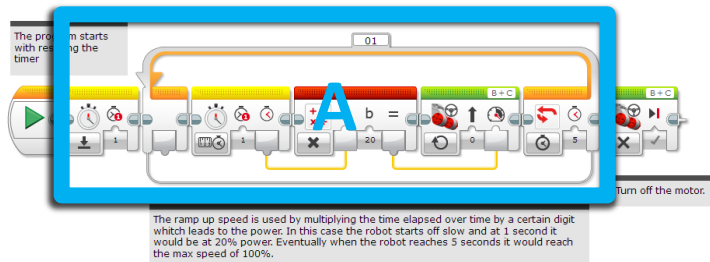 The program starts
with reseting the
timer
01
B + C
B + C
A
b =
1
1
20
0
5
Turn off the motor.
The ramp up speed is used by multiplying the time elapsed over time by a certain digit
whitch leads to the power. In this case the robot starts off slow and at 1 second it
would be at 20% power. Eventually when the robot reaches 5 seconds it would reach
the max speed of 100%.